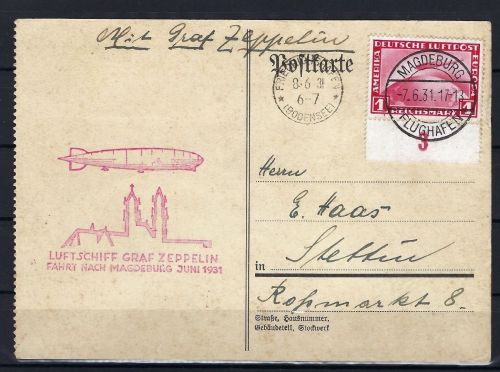 Mit Graf Zeppelin
Postkarte
8·6 31
6-7
(BODENSEE)
DEUTSCHE LUFTPOST
EUROPA
AMERIKA
1 REICHSMARK 1
MAGDEBURG
-7.6.31.17-18
FLUGHAFEN
3
LUFTSCHIFF GRAF ZEPPELIN
FAHRT NACH MAGDEBURG JUNI 1931
Herrn
E. Haas
Stettin
in
Roßmarkt 8.
Straße, Hausnummer,
Gebäudeteil, Stockwerk